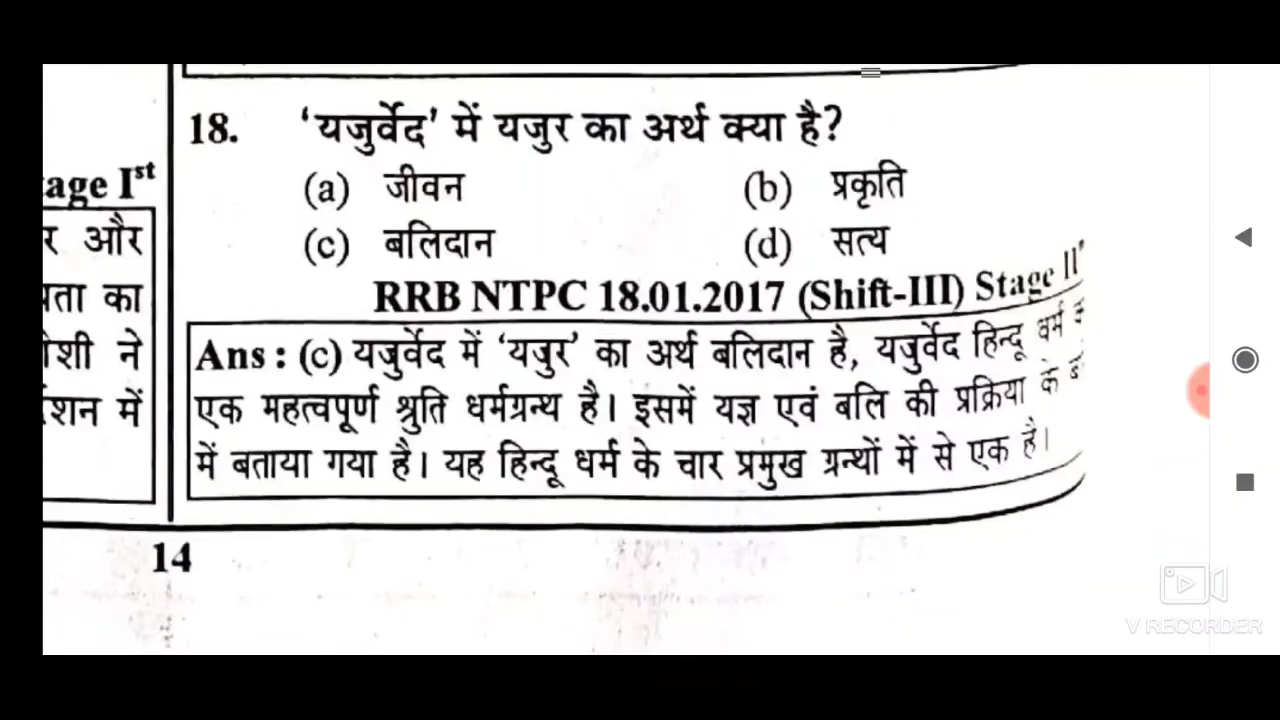 18. 'यजुर्वेद' में यजुर का अर्थ क्या है?
(a) जीवन (b) प्रकृति
(c) बलिदान (d) सत्य
RRB NTPC 18.01.2017 (Shift-III) Stage II
Ans : (c) यजुर्वेद में 'यजुर' का अर्थ बलिदान है, यजुर्वेद हिन्दू धर्म
एक महत्वपूर्ण श्रुति धर्मग्रन्थ है। इसमें यज्ञ एवं बलि की प्रक्रिया के
में बताया गया है। यह हिन्दू धर्म के चार प्रमुख ग्रन्थों में से एक है।
age Ist
र और
का
ने
में
14
V RECORDER